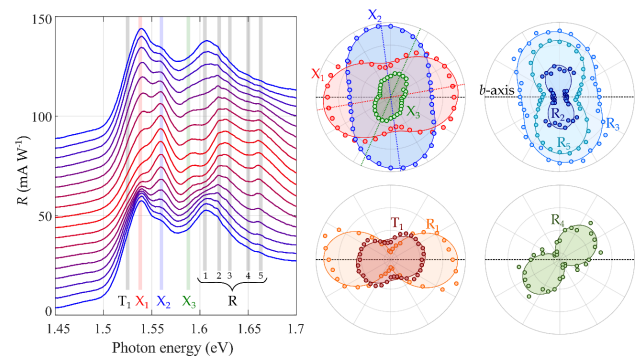 150
100
50
0
R (mA W-1)
1 2 3 4 5
T1 X1 X2 X3 R
1.45 1.5 1.55 1.6 1.65 1.7
Photon energy (eV)
X2
X1
X3
b-axis
R2
R5
R3
T1
R1
R4